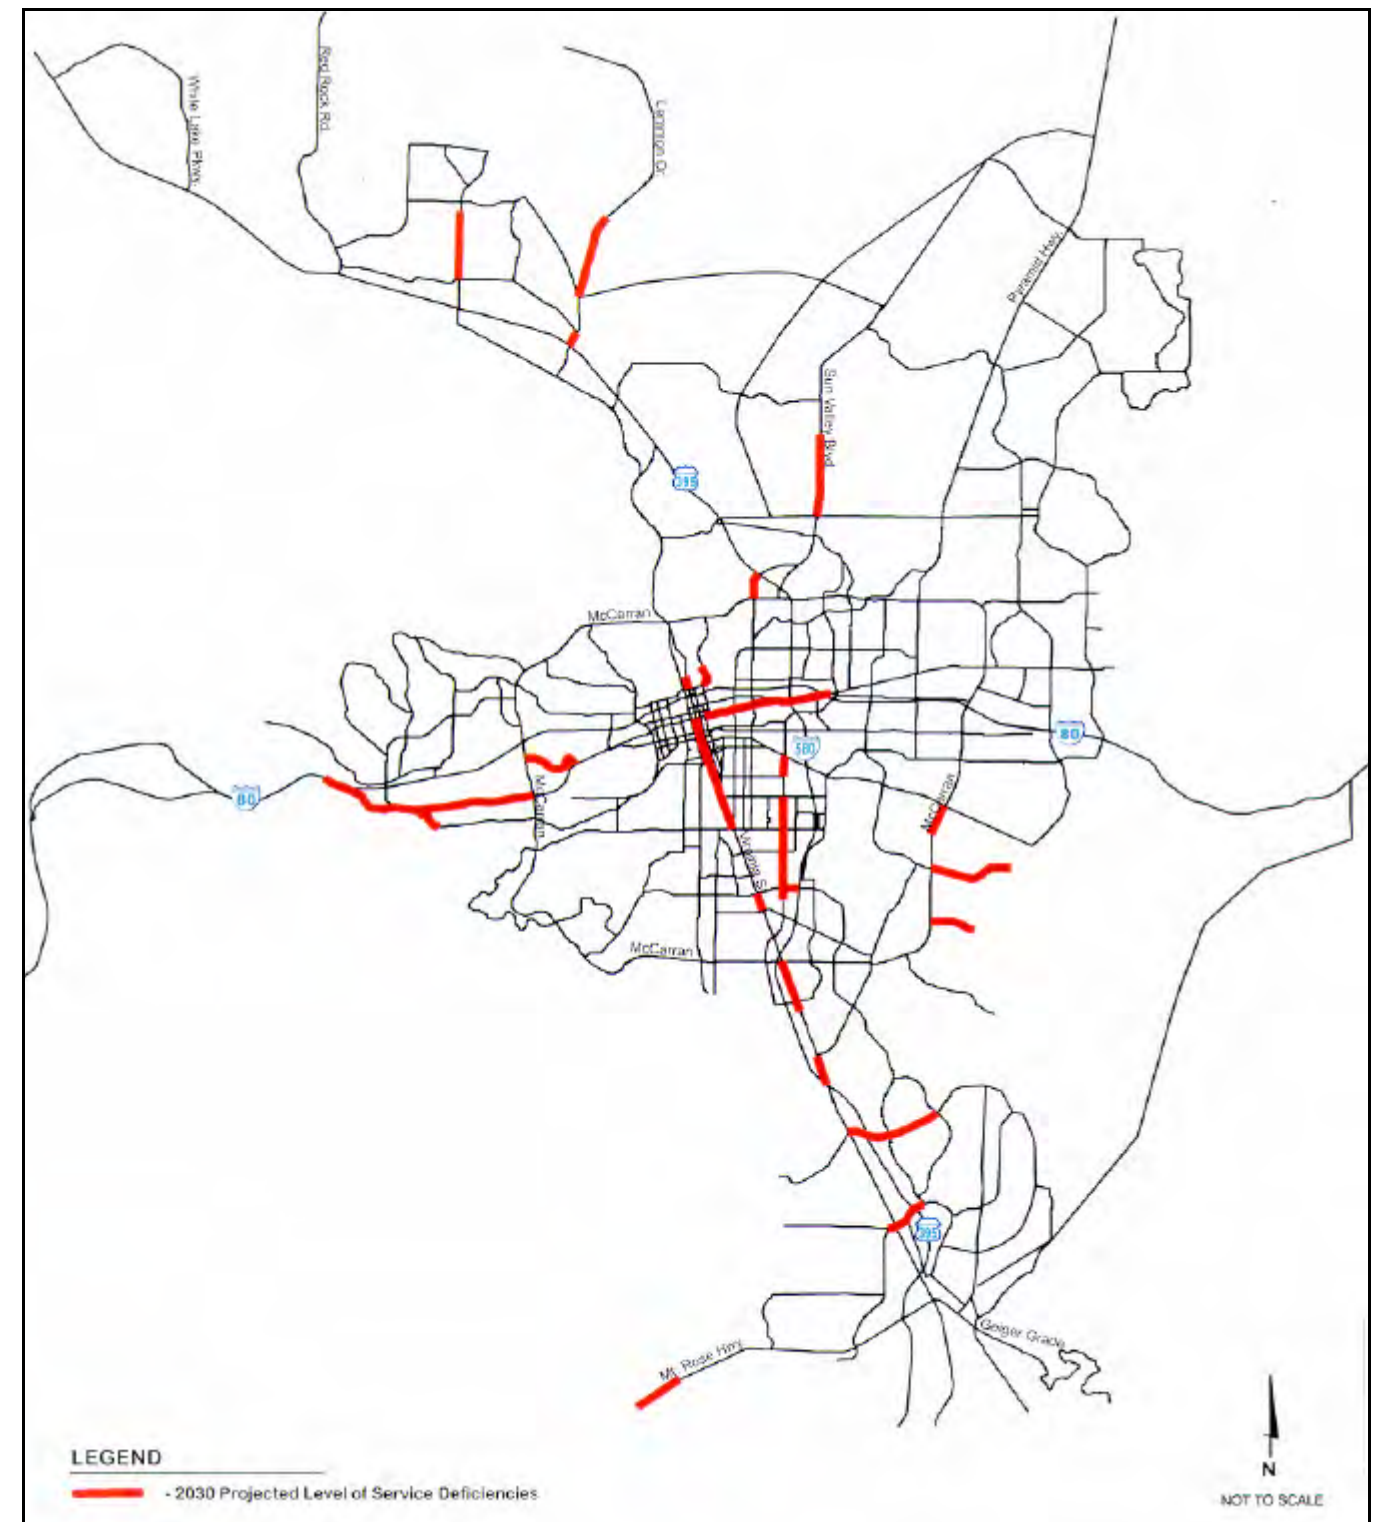 White Lake Pkwy.
Red Rock Rd.
Lemmon Dr.
Pyramid Hwy.
Sun Valley Blvd.
395
McCarran
580
80
80
McCarran
McCarran
Virginia St.
McCarran
395
Geiger Grade
Mt. Rose Hwy.
LEGEND
- 2030 Projected Level of Service Deficiencies
N
NOT TO SCALE